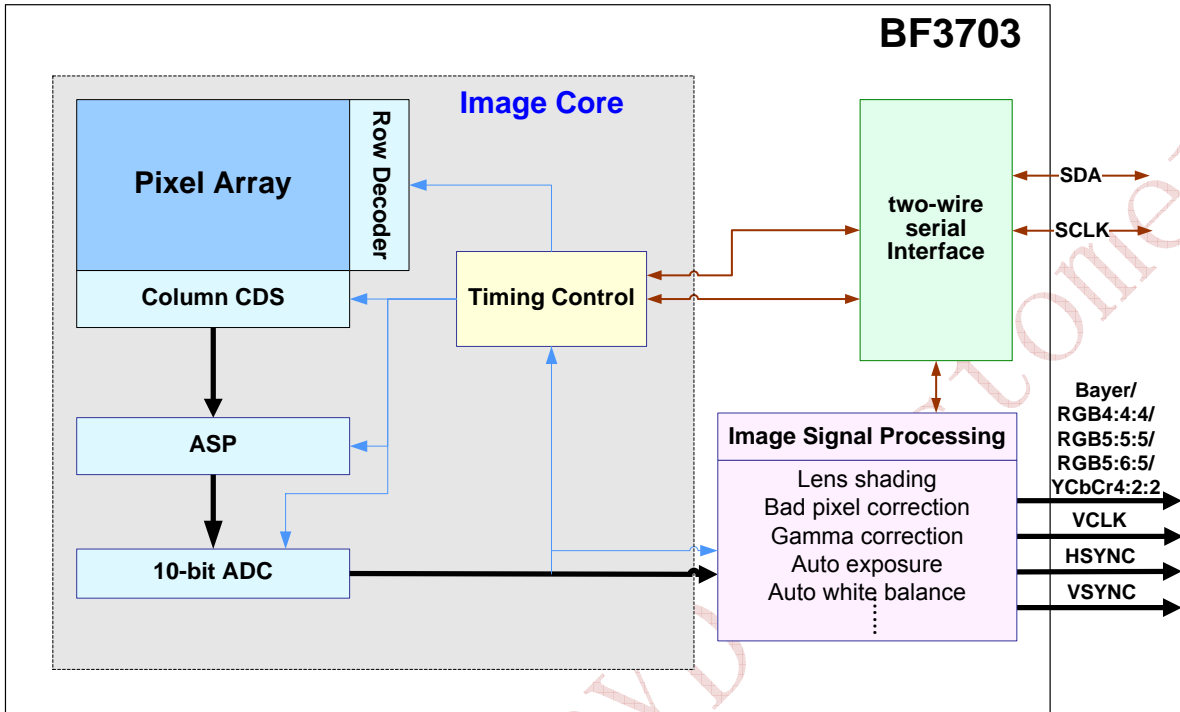 BF3703
Image Core
Pixel Array
Row Decoder
Column CDS
Timing Control
ASP
10-bit ADC
two-wire
serial
Interface
SDA
SCLK
Image Signal Processing
Lens shading
Bad pixel correction
Gamma correction
Auto exposure
Auto white balance
Bayer/
RGB4:4:4/
RGB5:5:5/
RGB5:6:5/
YCbCr4:2:2
VCLK
HSYNC
VSYNC